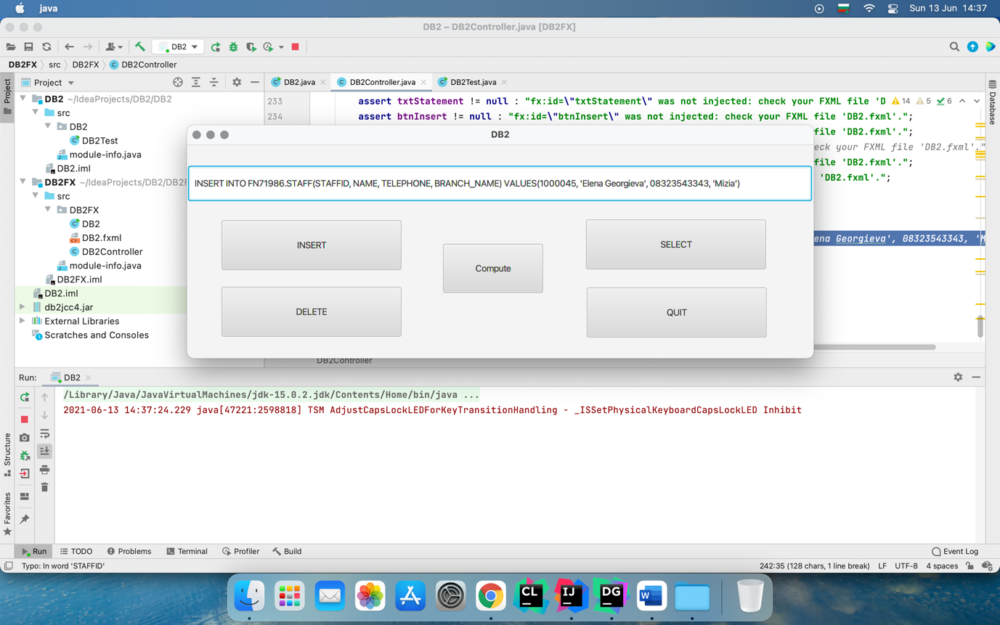 java
Sun 13 Jun 14:37
DB2 – DB2Controller.java [DB2FX]
DB2
DB2FX
src
DB2FX
DB2Controller
Project
DB2.java
DB2Controller.java
DB2Test.java
Project
Database
DB2 ~/IdeaProjects/DB2/DB2
src
DB2
DB2Test
module-info.java
DB2.iml
DB2FX ~/IdeaProjects/DB2/DB2F
src
DB2FX
DB2
DB2.fxml
DB2Controller
module-info.java
DB2FX.iml
DB2.iml
db2jcc4.jar
External Libraries
Scratches and Consoles
233 assert txtStatement != null : "fx:id=\"txtStatement\" was not injected: check your FXML file 'D
14 5 6
234 assert btnInsert != null : "fx:id=\"btnInsert\" was not injected: check your FXML file 'DB2.fxml'.";
file 'DB2.fxml'.";
eck your FXML file 'DB2.fxml'."
file 'DB2.fxml'.";
'DB2.fxml'.";
ena Georgieva', 08323543343, 'M
DB2
INSERT INTO FN71986.STAFF(STAFFID, NAME, TELEPHONE, BRANCH_NAME) VALUES(1000045, 'Elena Georgieva', 08323543343, 'Mizia')
INSERT
SELECT
Compute
DELETE
QUIT
DB2Controller
Run:
DB2
/Library/Java/JavaVirtualMachines/jdk-15.0.2.jdk/Contents/Home/bin/java ...
2021-06-13 14:37:24.229 java[47221:2598818] TSM AdjustCapsLockLEDForKeyTransitionHandling - _ISSetPhysicalKeyboardCapsLockLED Inhibit
Structure
Favorites
Run
TODO
Problems
Terminal
Profiler
Build
Event Log
Typo: In word 'STAFFID'
242:35 (128 chars, 1 line break)
LF
UTF-8
4 spaces
CL
IJ
DG
W